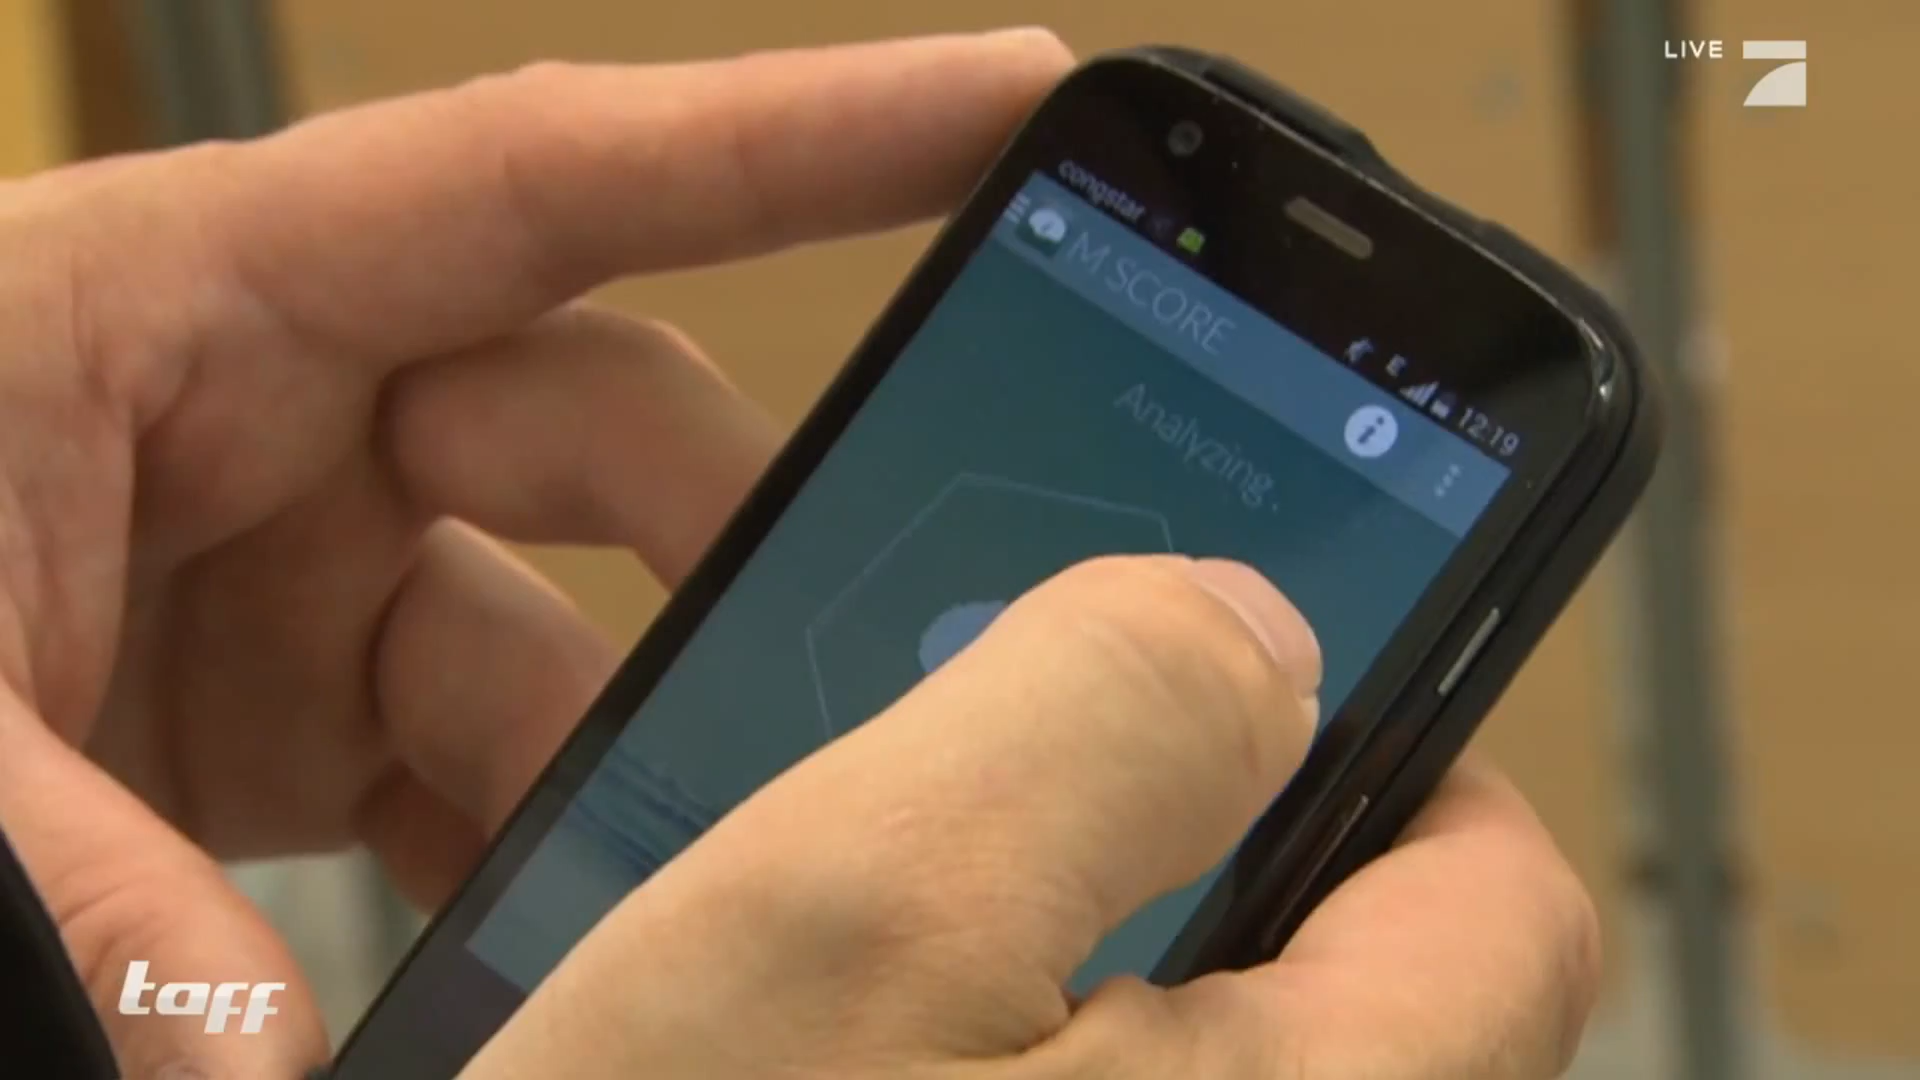 LIVE
congstar
E 12:19
M SCORE
i
Analyzing.
taff